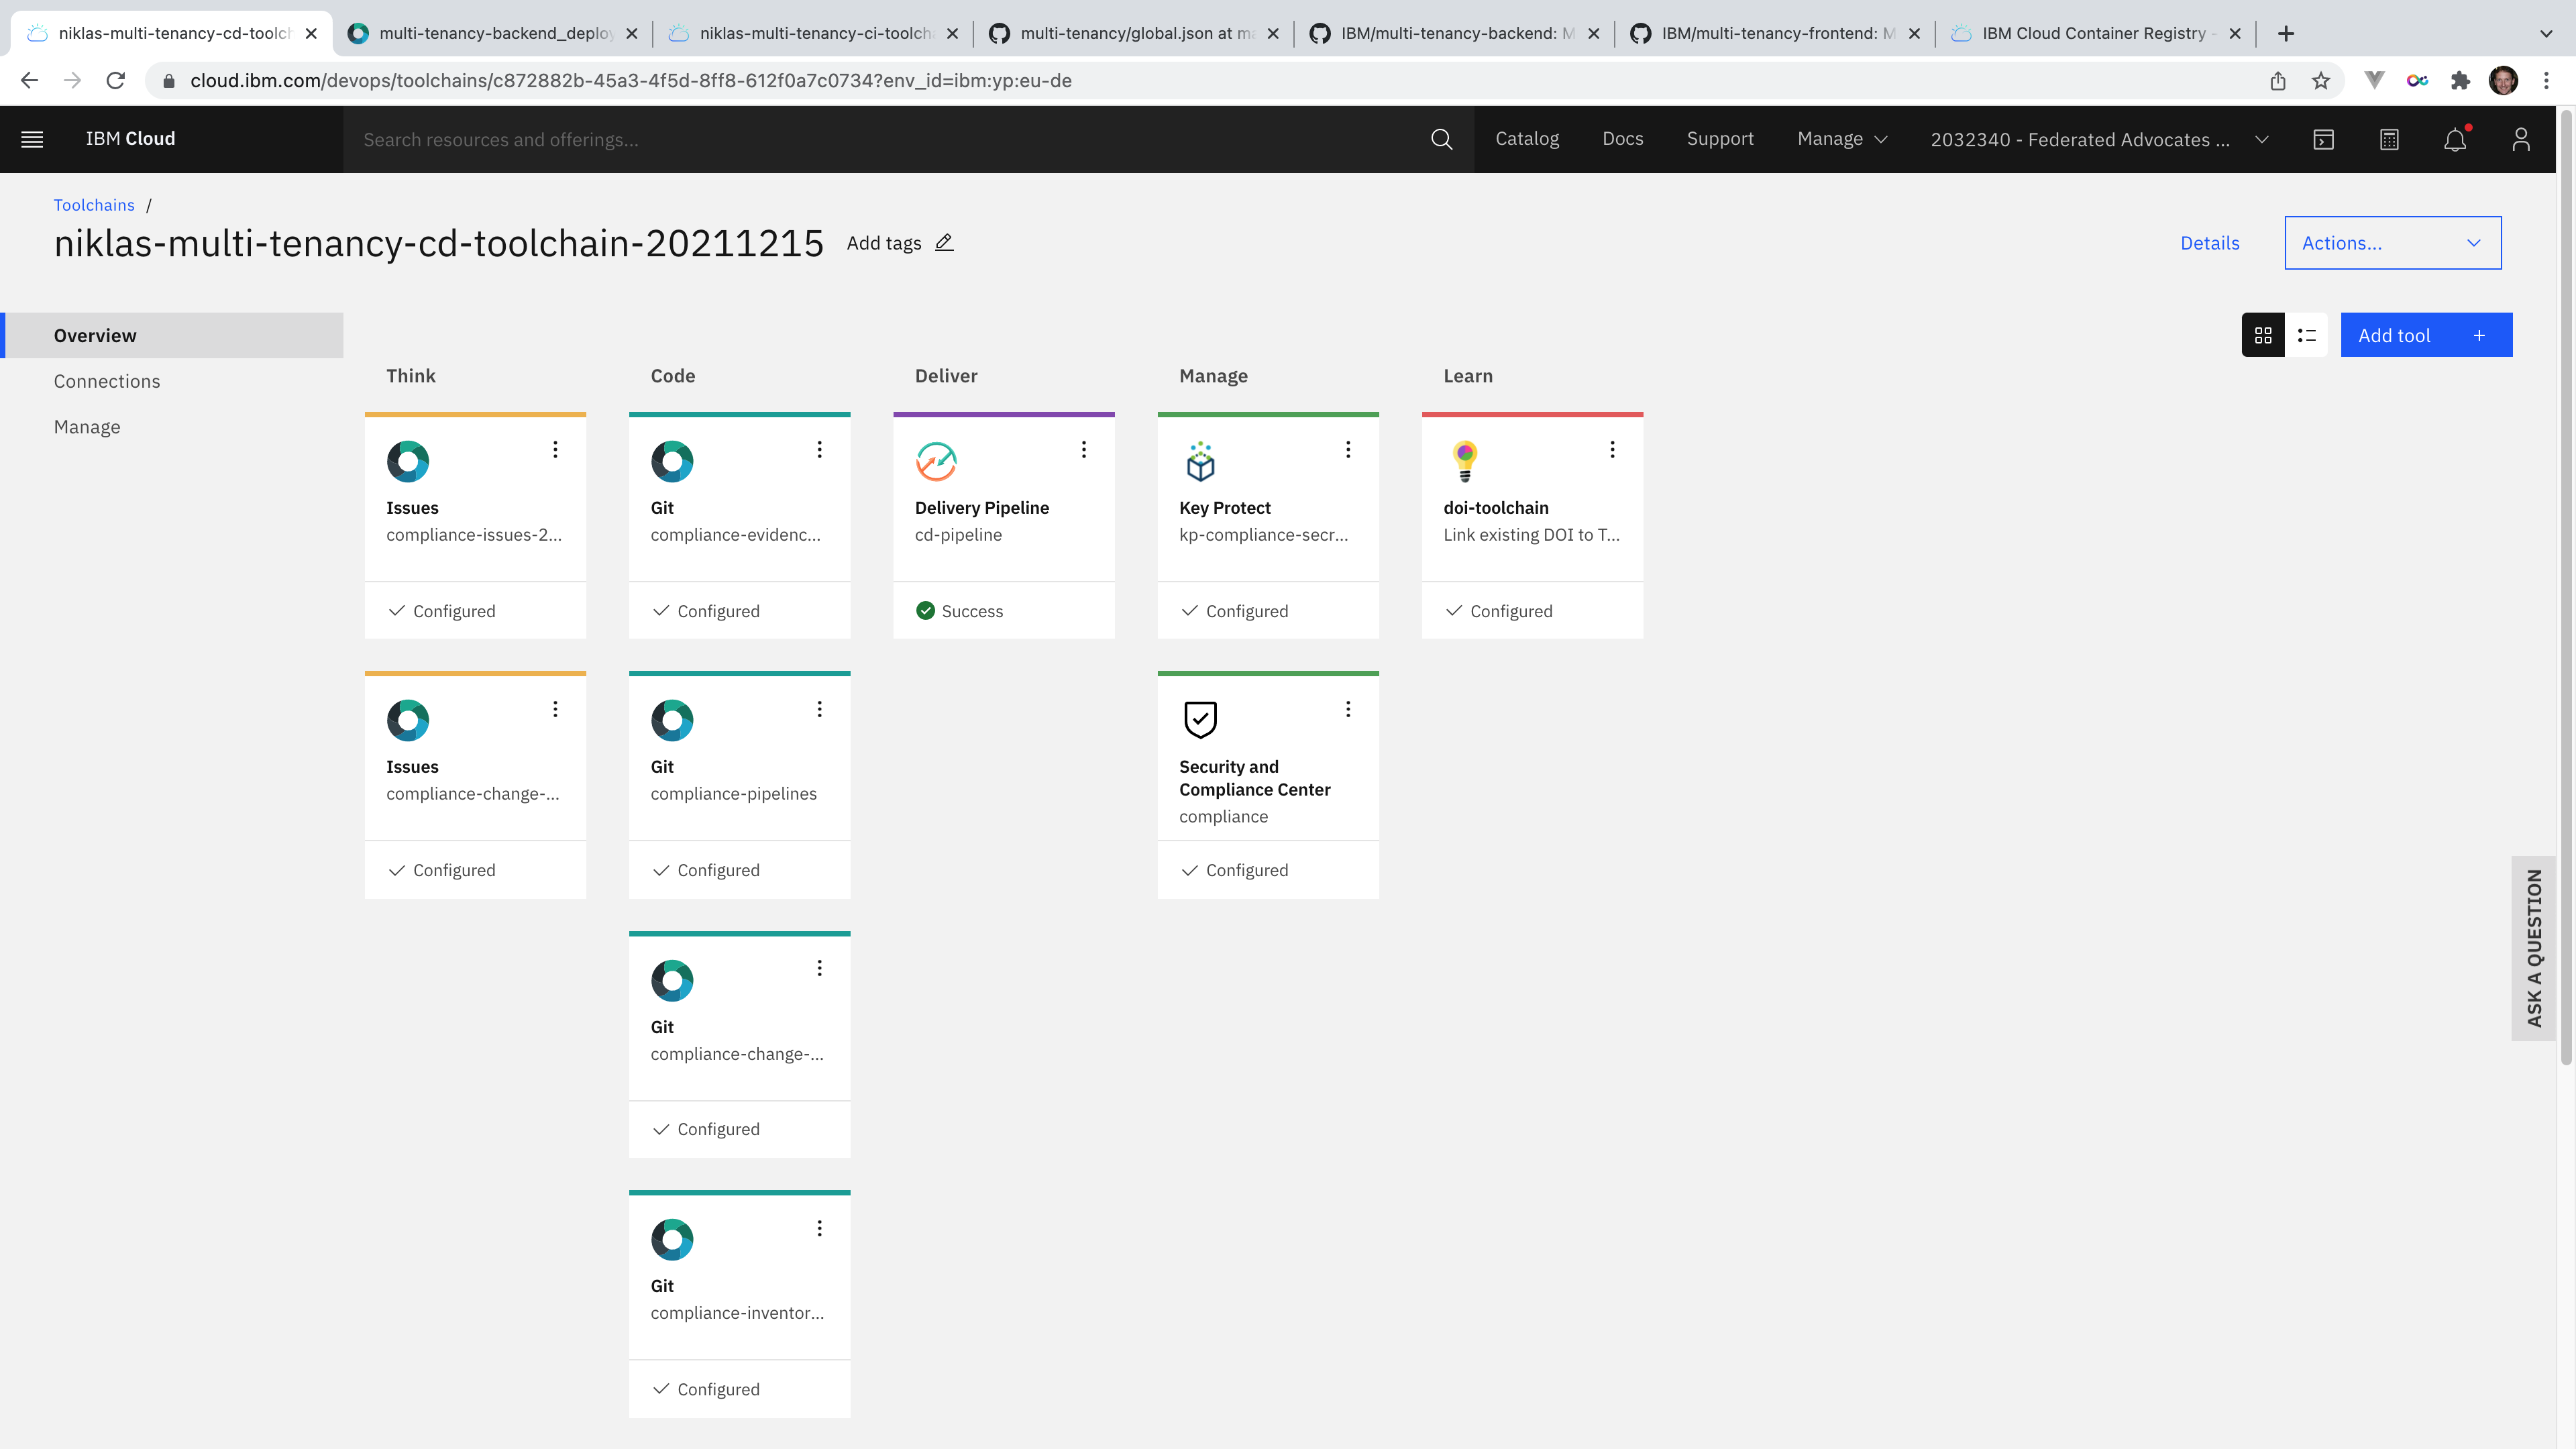 niklas-multi-tenancy-cd-toolch
multi-tenancy-backend_deploy
niklas-multi-tenancy-ci-toolch
multi-tenancy/global.json at m
IBM/multi-tenancy-backend: M
IBM/multi-tenancy-frontend: M
IBM Cloud Container Registry -
cloud.ibm.com/devops/toolchains/c872882b-45a3-4f5d-8ff8-612f0a7c0734?env_id=ibm:yp:eu-de
IBM Cloud
Search resources and offerings...
Catalog
Docs
Support
Manage
2032340 - Federated Advocates ...
Toolchains /
niklas-multi-tenancy-cd-toolchain-20211215
Add tags
Details
Actions...
Overview
Connections
Manage
Add tool +
Think
Code
Deliver
Manage
Learn
Issues
compliance-issues-2...
Configured
Git
compliance-evidenc...
Configured
Delivery Pipeline
cd-pipeline
Success
Key Protect
kp-compliance-secr...
Configured
doi-toolchain
Link existing DOI to T...
Configured
Issues
compliance-change-...
Configured
Git
compliance-pipelines
Configured
Security and
Compliance Center
compliance
Configured
Git
compliance-change-...
Configured
Git
compliance-inventor...
Configured
ASK A QUESTION